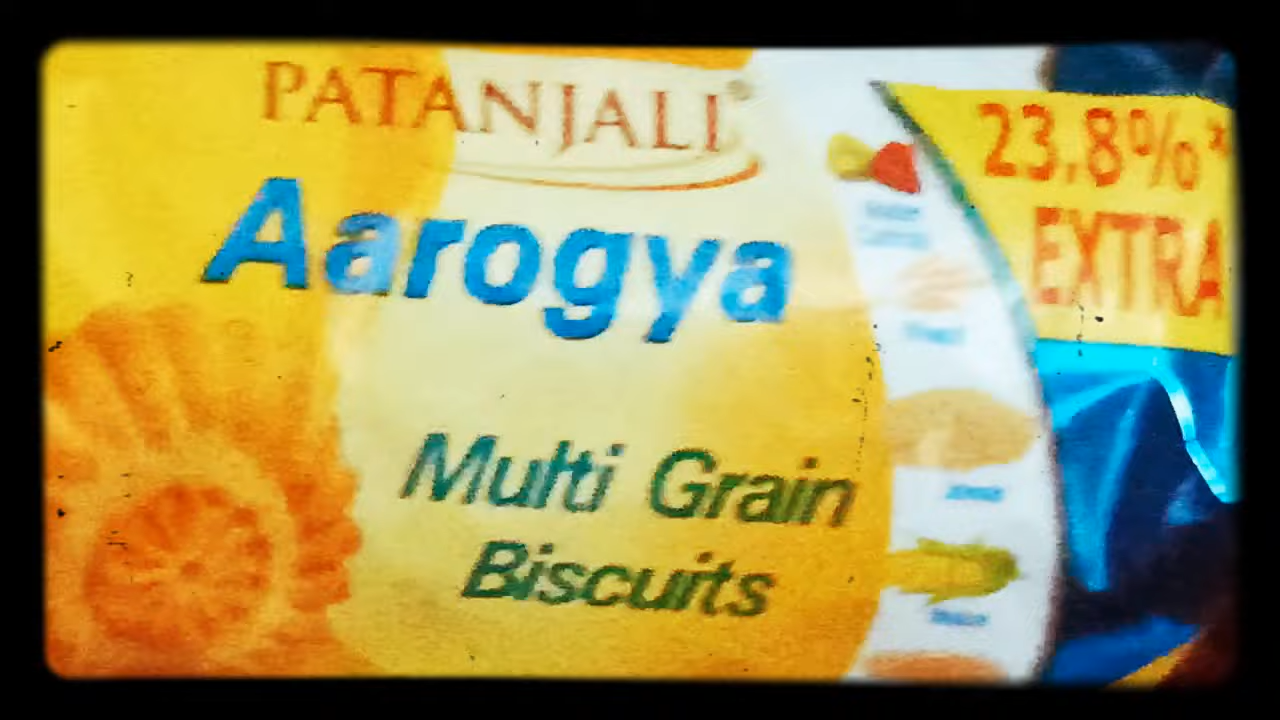 PATANJALI®
Aarogya
Multi Grain
Biscuits
23.8%*
EXTRA